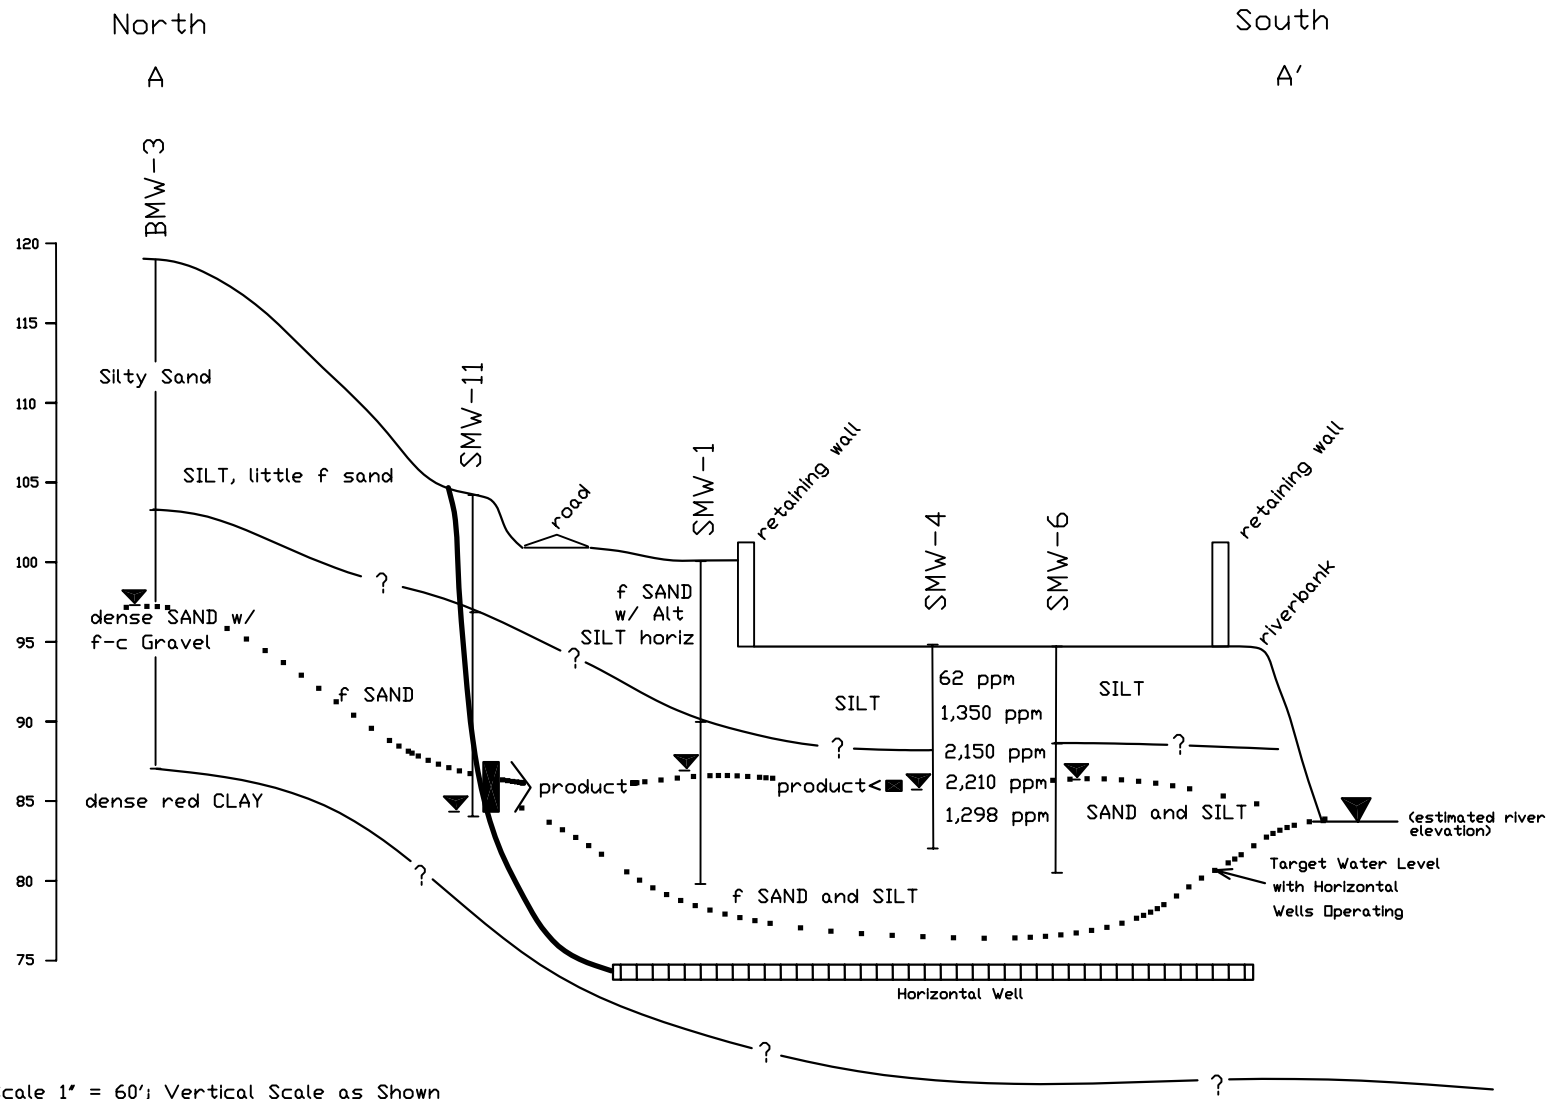 North
South
A
A'
BMW-3
120
115
110
105
100
95
90
85
80
75
Silty Sand
SMW-11
SILT, little f sand
road
SMW-1
retaining wall
SMW-4
SMW-6
retaining wall
riverbank
?
f SAND
w/ Alt
SILT horiz
dense SAND w/
f-c Gravel
?
62 ppm
SILT
f SAND
SILT
1,350 ppm
?
2,150 ppm
?
product
product<
2,210 ppm
dense red CLAY
1,298 ppm
SAND and SILT
(estimated river
elevation)
?
Target Water Level
with Horizontal
Wells Operating
f SAND and SILT
Horizontal Well
?
?
cale 1" = 60'; Vertical Scale as Shown